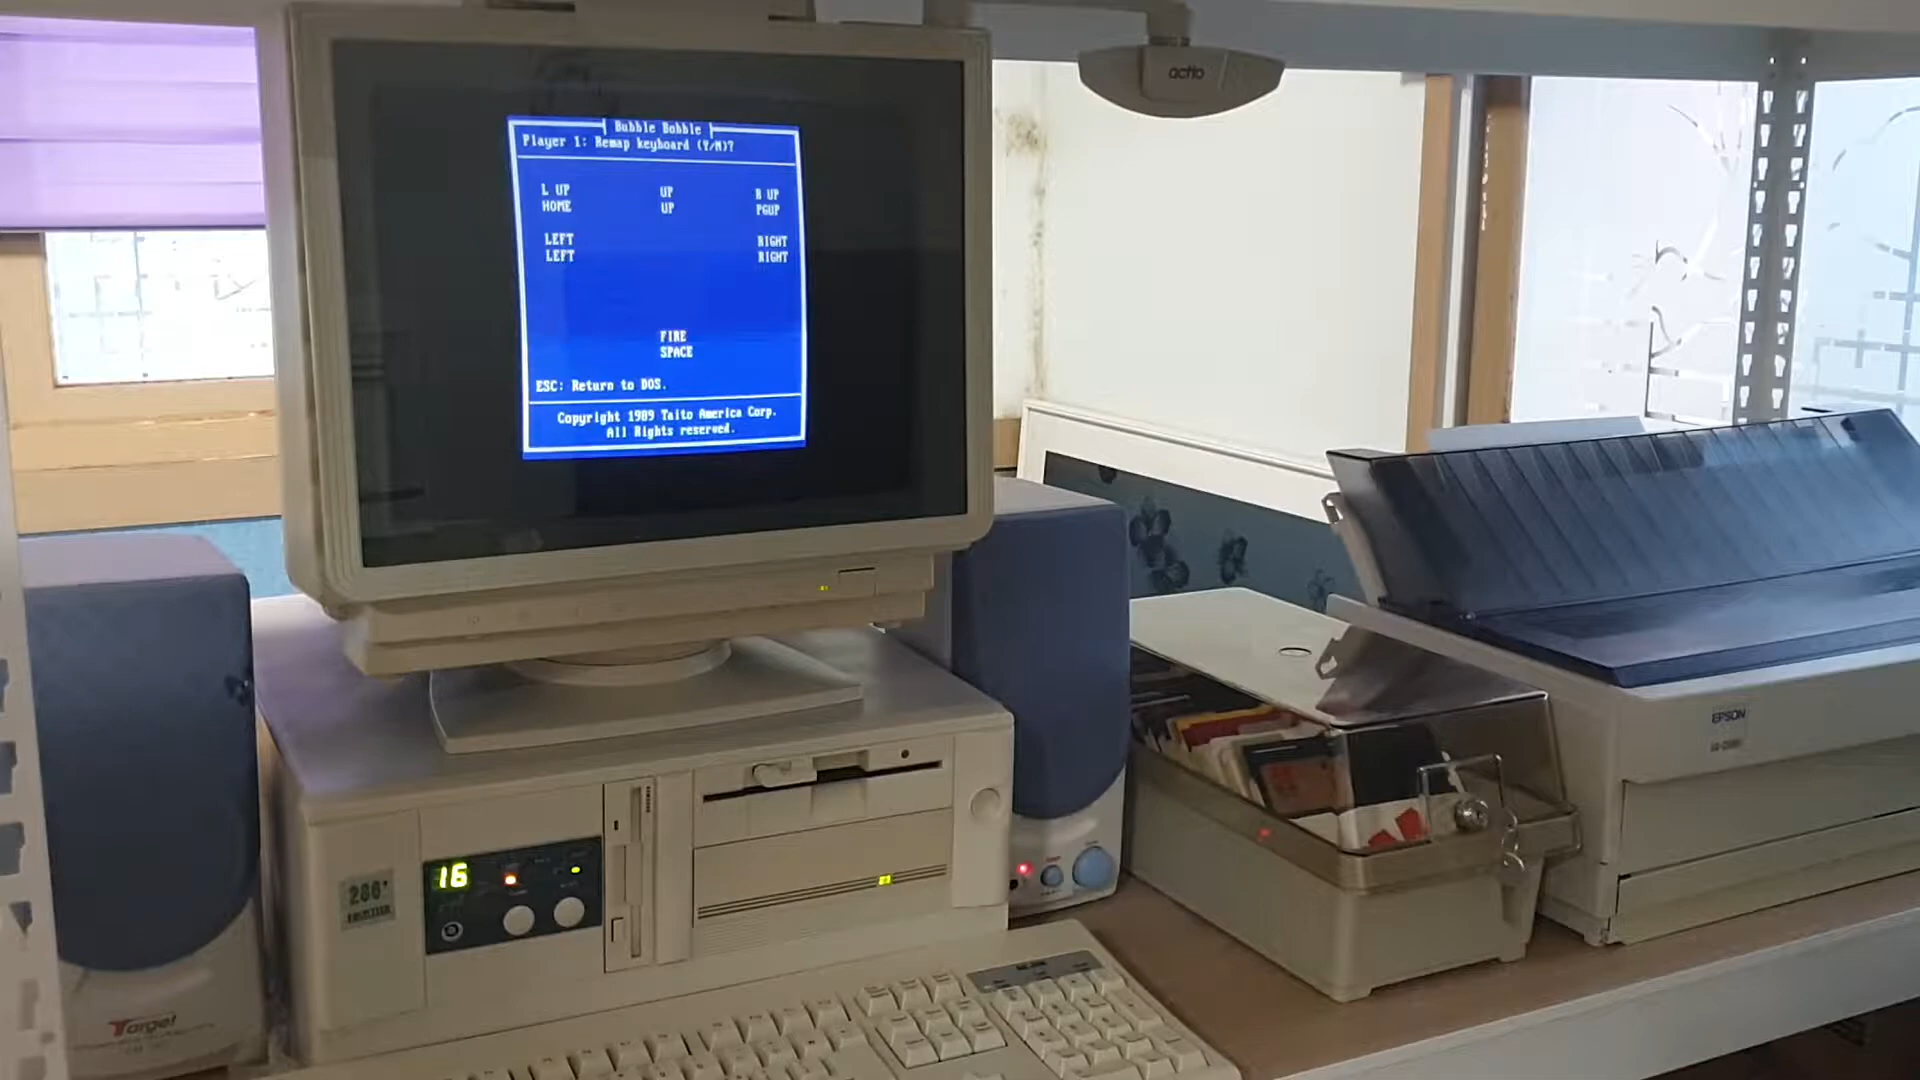 actto
Bubble Bobble
Player 1: Remap keyboard (Y/N)?
L UP UP R UP
HOME UP PGUP
LEFT RIGHT
LEFT RIGHT
FIRE
SPACE
ESC: Return to DOS.
Copyright 1989 Taito America Corp.
All Rights reserved.
EPSON
286
16
Target